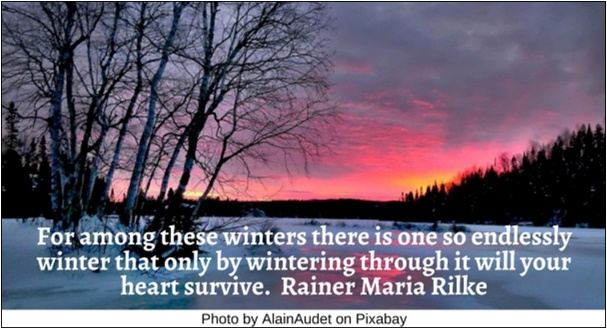 For among these winters there is one so endlessly
winter that only by wintering through it will your
heart survive.  Rainer Maria Rilke
Photo by AlainAudet on Pixabay